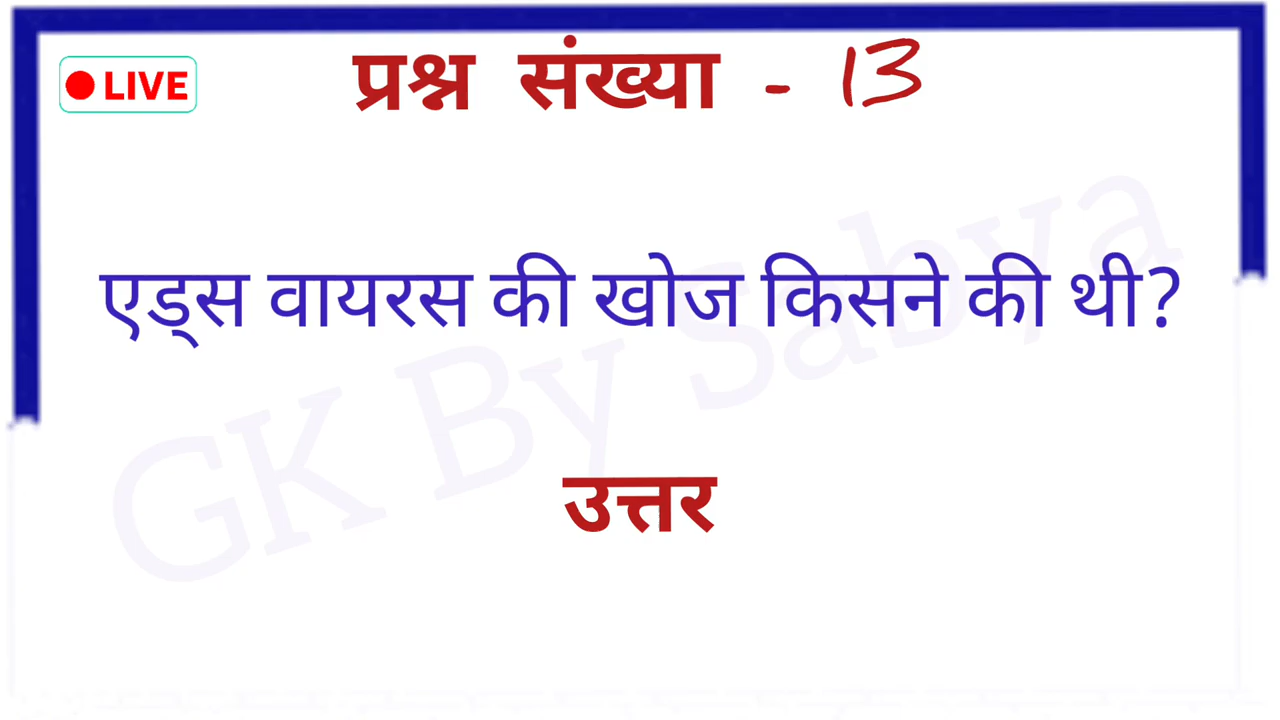 LIVE
प्रश्न संख्या - 13
एड्स वायरस की खोज किसने की थी?
GK By Sabya
उत्तर